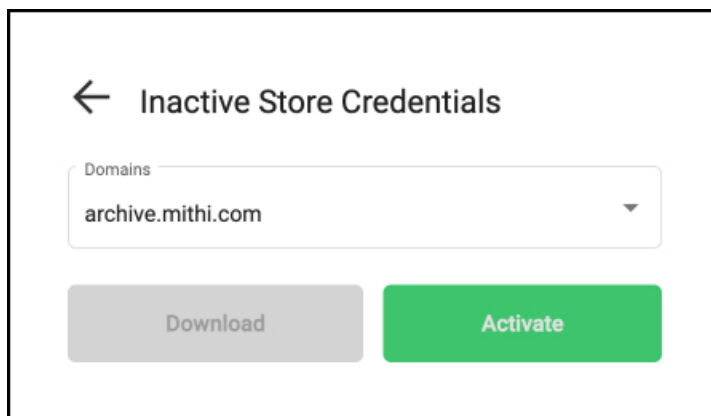 Inactive Store Credentials
Domains
archive.mithi.com
Download
Activate